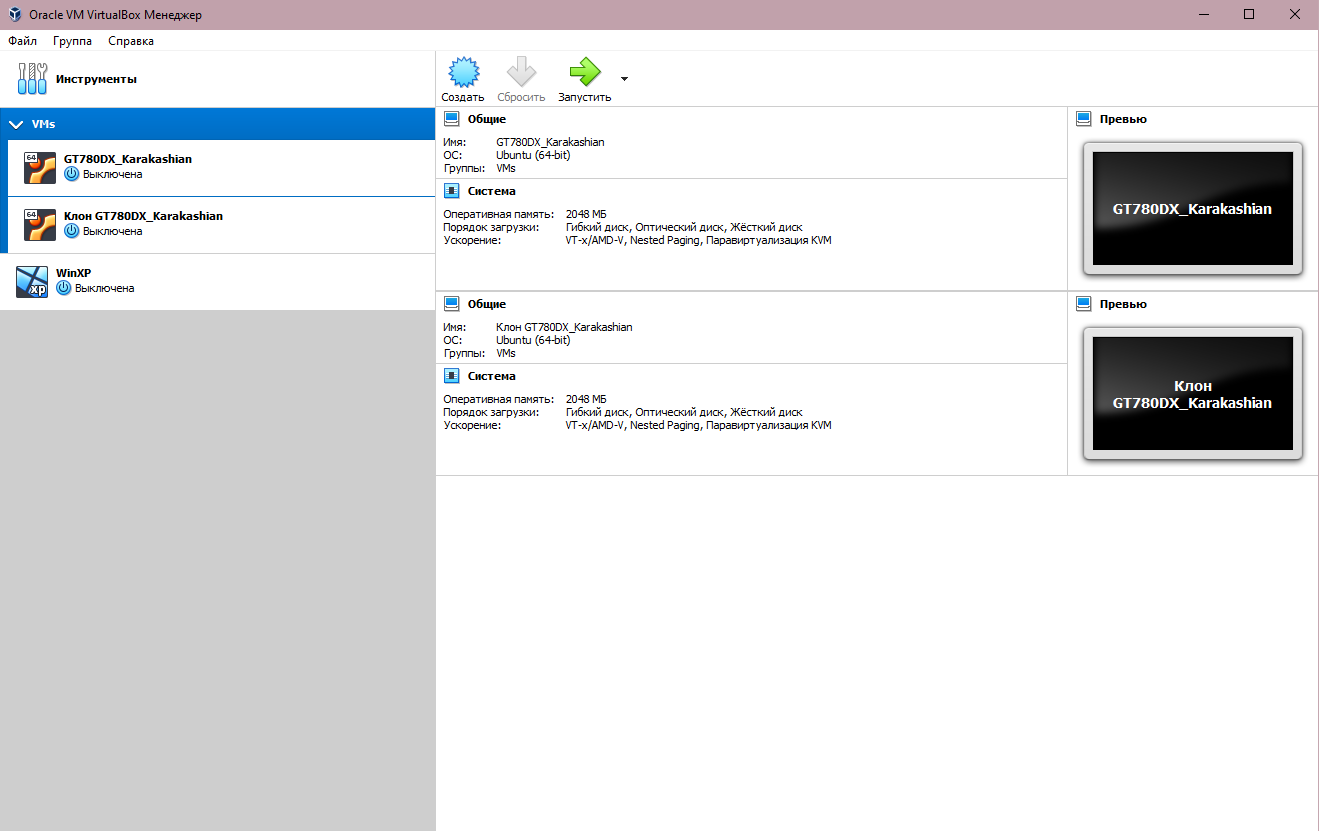 Oracle VM VirtualBox Менеджер
Файл Группа Справка
Инструменты
VMs
64
GT780DX_Karakashian
Выключена
64
Клон GT780DX_Karakashian
Выключена
XP
WinXP
Выключена
Создать Сбросить Запустить
Общие
Имя: GT780DX_Karakashian
ОС: Ubuntu (64-bit)
Группы: VMs
Система
Оперативная память: 2048 МБ
Порядок загрузки: Гибкий диск, Оптический диск, Жёсткий диск
Ускорение: VT-x/AMD-V, Nested Paging, Паравиртуализация KVM
Превью
GT780DX_Karakashian
Общие
Имя: Клон GT780DX_Karakashian
ОС: Ubuntu (64-bit)
Группы: VMs
Система
Оперативная память: 2048 МБ
Порядок загрузки: Гибкий диск, Оптический диск, Жёсткий диск
Ускорение: VT-x/AMD-V, Nested Paging, Паравиртуализация KVM
Превью
Клон
GT780DX_Karakashian